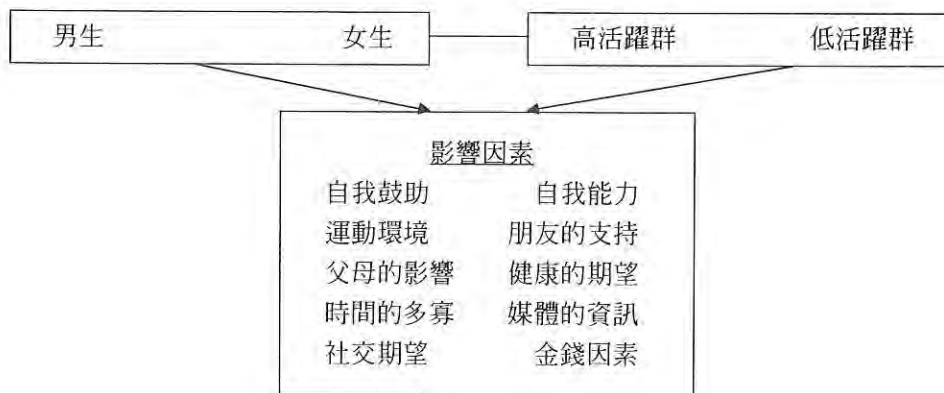 男生 女生 高活躍群 低活躍群
影響因素
自我鼓助 自我能力
運動環境 朋友的支持
父母的影響 健康的期望
時間的多寡 媒體的資訊
社交期望 金錢因素